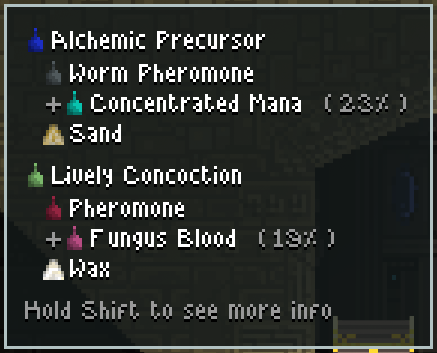 Alchemic Precursor
Worm Pheromone
+ Concentrated Mana (23%)
Sand
Lively Concoction
Pheromone
+ Fungus Blood (13%)
Wax
Hold Shift to see more info